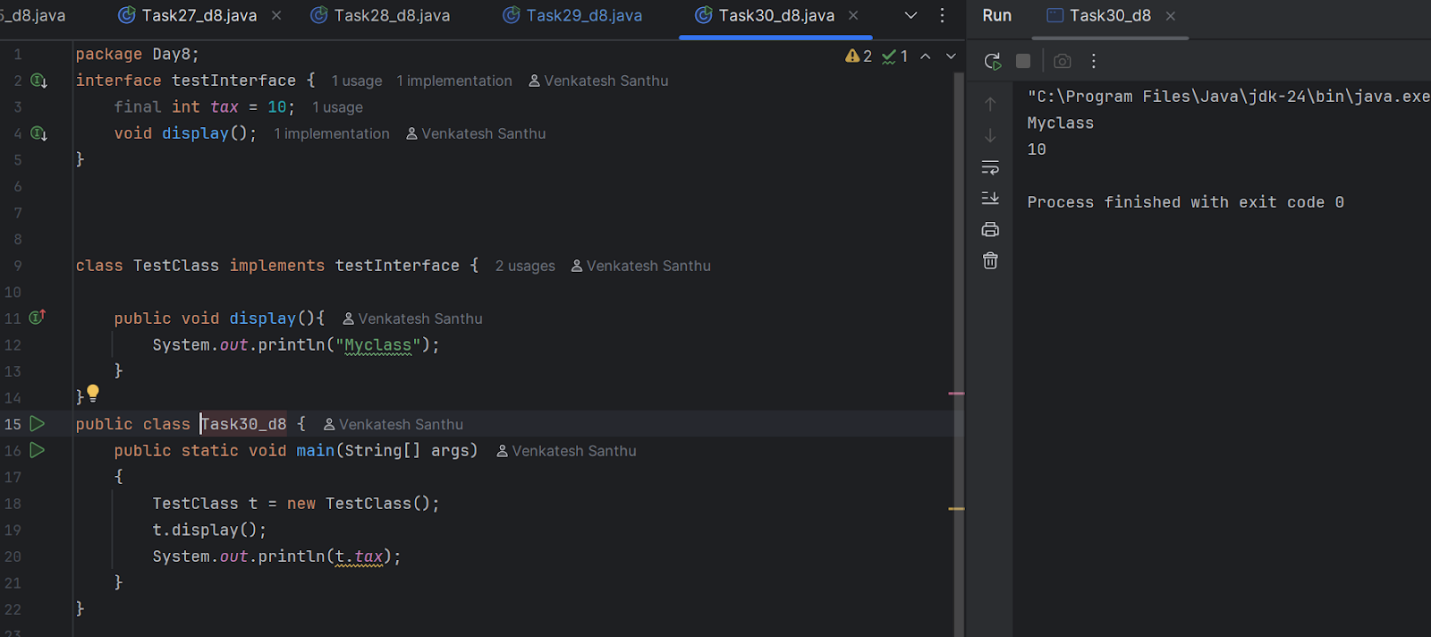 5_d8.java Task27_d8.java Task28_d8.java Task29_d8.java Task30_d8.java
1 package Day8;
2 interface testInterface { 1 usage 1 implementation Venkatesh Santhu
3 final int tax = 10; 1 usage
4 void display(); 1 implementation Venkatesh Santhu
5 }
6
7
8
9 class TestClass implements testInterface { 2 usages Venkatesh Santhu
10
11 public void display(){ Venkatesh Santhu
12 System.out.println("Myclass");
13 }
14 }
15 public class Task30_d8 { Venkatesh Santhu
16 public static void main(String[] args) Venkatesh Santhu
17 {
18 TestClass t = new TestClass();
19 t.display();
20 System.out.println(t.tax);
21 }
22 }
23
2 1
Run Task30_d8
"C:\Program Files\Java\jdk-24\bin\java.exe
Myclass
10
Process finished with exit code 0